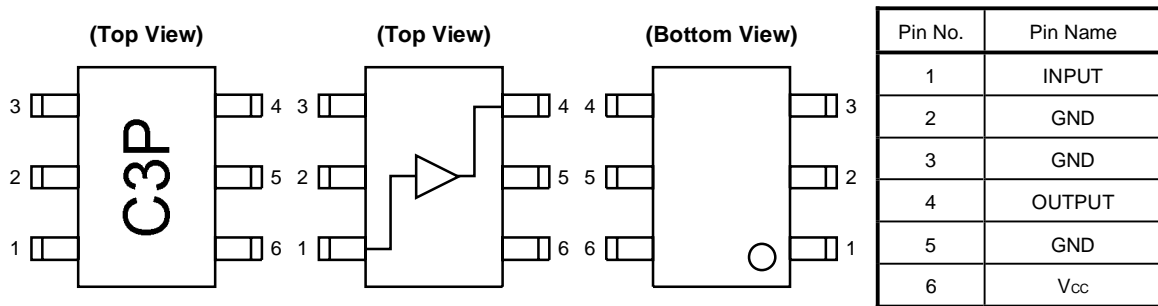 (Top View)
3 4
2 5
1 6
C3P
(Top View)
3 4
2 5
1 6
(Bottom View)
4 3
5 2
6 1
Pin No. Pin Name
1 INPUT
2 GND
3 GND
4 OUTPUT
5 GND
6 Vcc